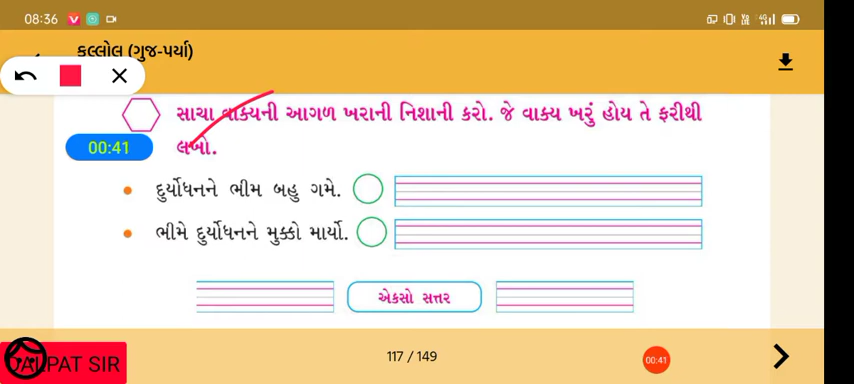 08:36
કલ્લોલ (ગુજ-પર્યા)
સાચા વાક્યની આગળ ખરાની નિશાની કરો. જે વાક્ય ખરું હોય તે ફરીથી
00:41 લખો.
દુર્યોધનને ભીમ બહુ ગમે.
ભીમે દુર્યોધનને મુક્કો માર્યો.
એકસો સત્તર
117 / 149
00:41
DALPAT SIR